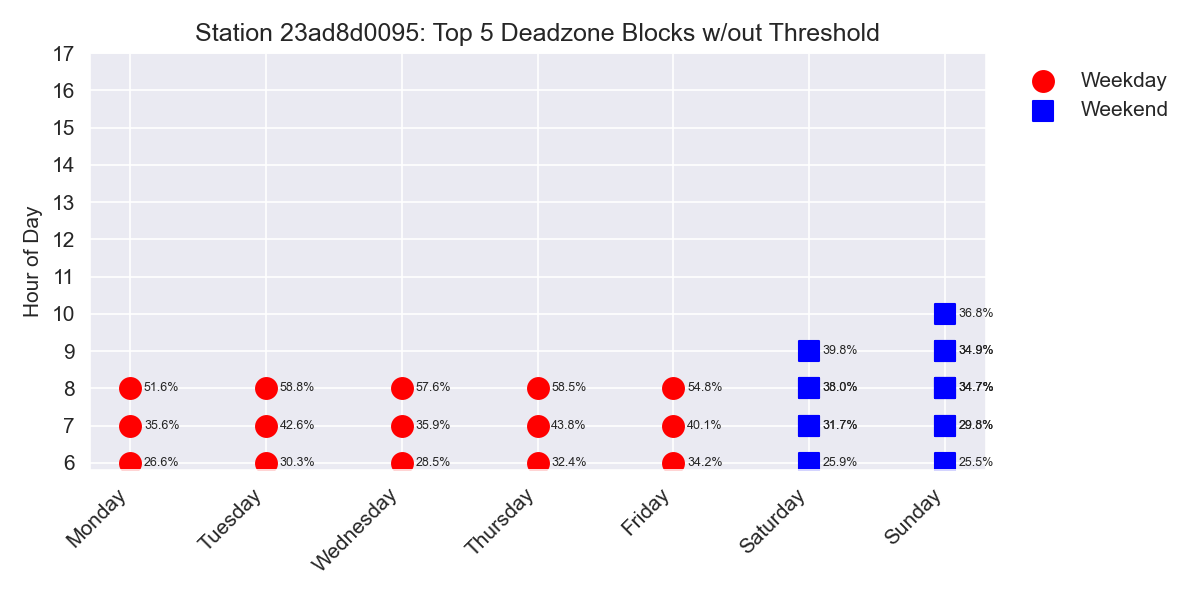 Station 23ad8d0095: Top 5 Deadzone Blocks w/out Threshold
Weekday
Weekend
Hour of Day
17
16
15
14
13
12
11
10 36.8%
9 39.8% 34.9%
8 51.6% 58.8% 57.6% 58.5% 54.8% 38.0% 34.7%
7 35.6% 42.6% 35.9% 43.8% 40.1% 31.7% 29.8%
6 26.6% 30.3% 28.5% 32.4% 34.2% 25.9% 25.5%
Monday Tuesday Wednesday Thursday Friday Saturday Sunday